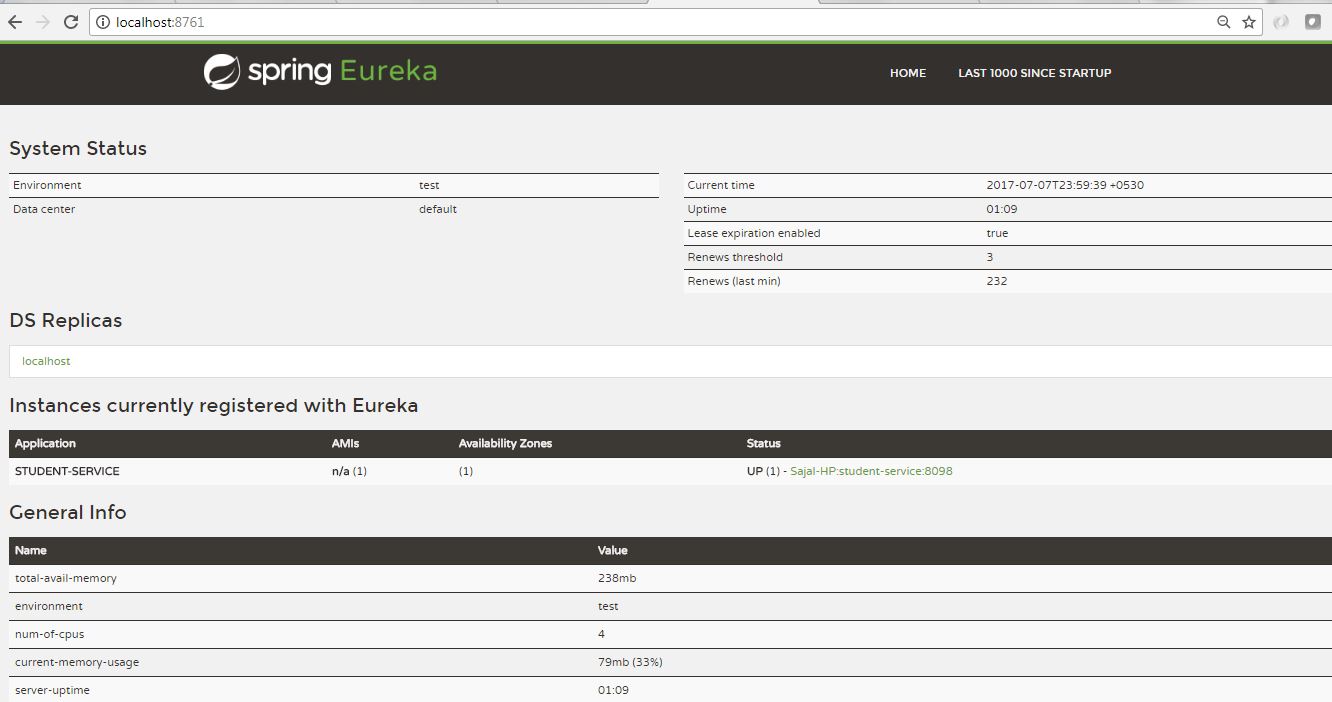 localhost:8761
spring Eureka
HOME LAST 1000 SINCE STARTUP
System Status
Environment test
Data center default
Current time 2017-07-07T23:59:39 +0530
Uptime 01:09
Lease expiration enabled true
Renews threshold 3
Renews (last min) 232
DS Replicas
localhost
Instances currently registered with Eureka
Application AMIs Availability Zones Status
STUDENT-SERVICE n/a (1) (1) UP (1) - Sajal-HP:student-service:8098
General Info
Name Value
total-avail-memory 238mb
environment test
num-of-cpus 4
current-memory-usage 79mb (33%)
server-uptime 01:09